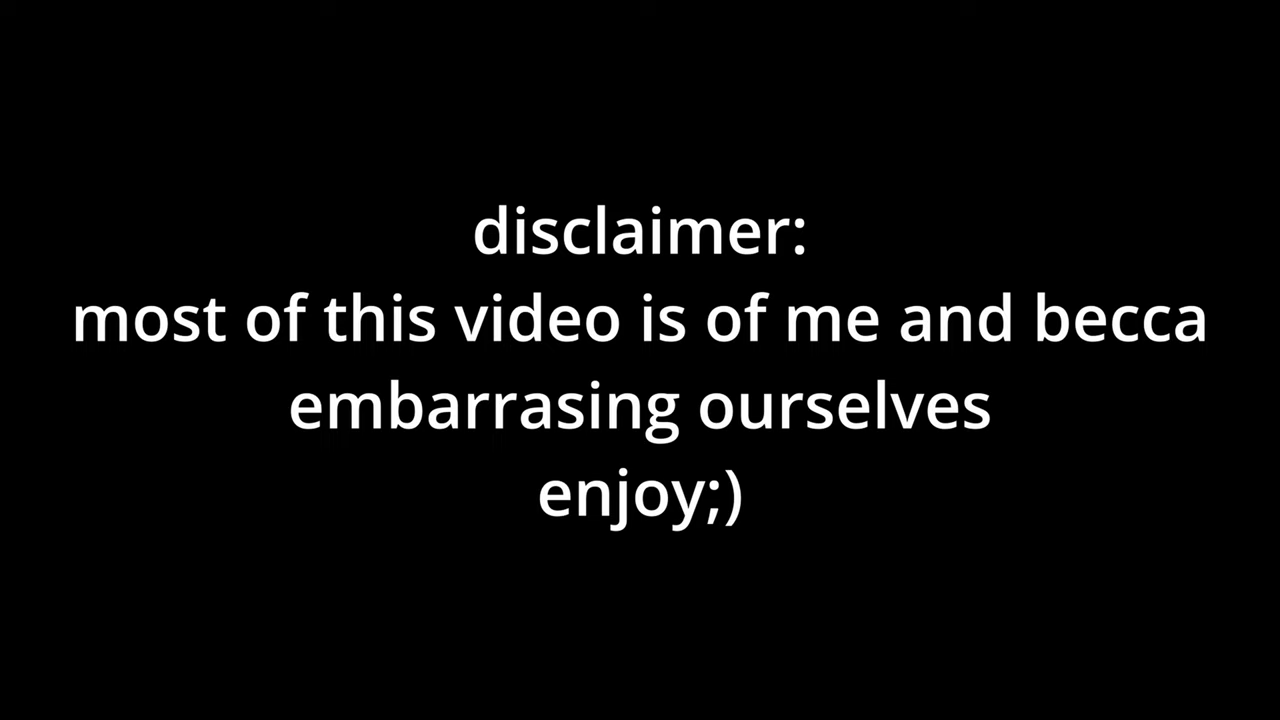 disclaimer:
most of this video is of me and becca
embarrasing ourselves
enjoy;)